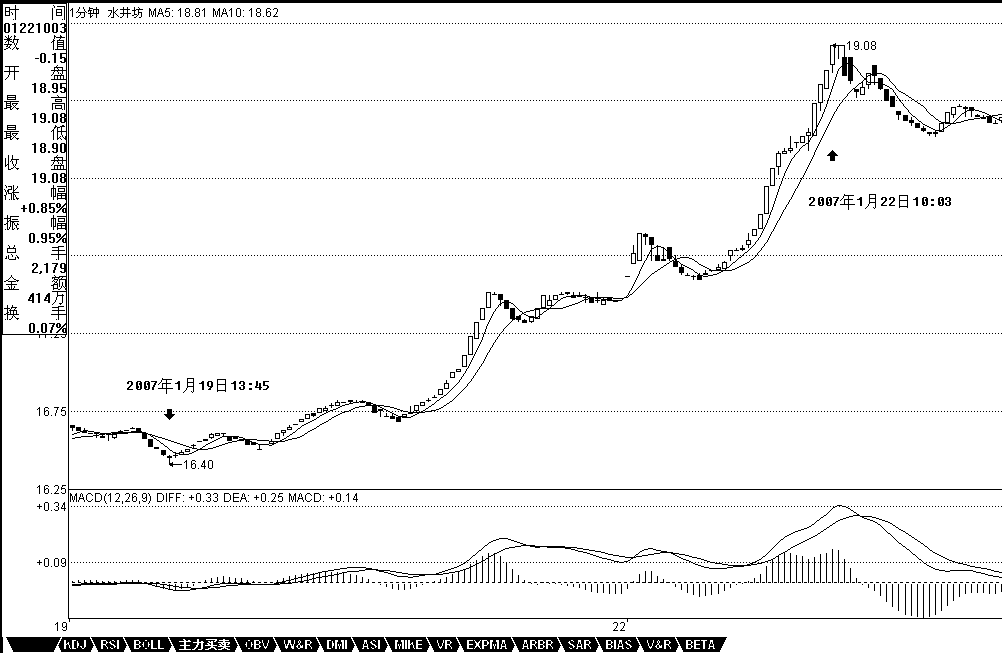 1分钟 水井坊 MA5: 18.81 MA10: 18.62
时 间
01221003
数 值
-0.15
开 盘
18.95
最 高
19.08
最 低
18.90
收 盘
19.08
涨 幅
+0.85%
振 幅
0.95%
总 手
2,179
金 额
414万
换 手
0.07%
19.08
2007年1月22日10:03
2007年1月19日13:45
16.75
16.40
16.25
MACD(12,26,9) DIFF: +0.33 DEA: +0.25 MACD: +0.14
+0.34
+0.09
19 22
KDJ RSI BOLL 主力买卖 OBV W&R DMI ASI MIKE VR EXPMA ARBR SAR BIAS V&R BETA